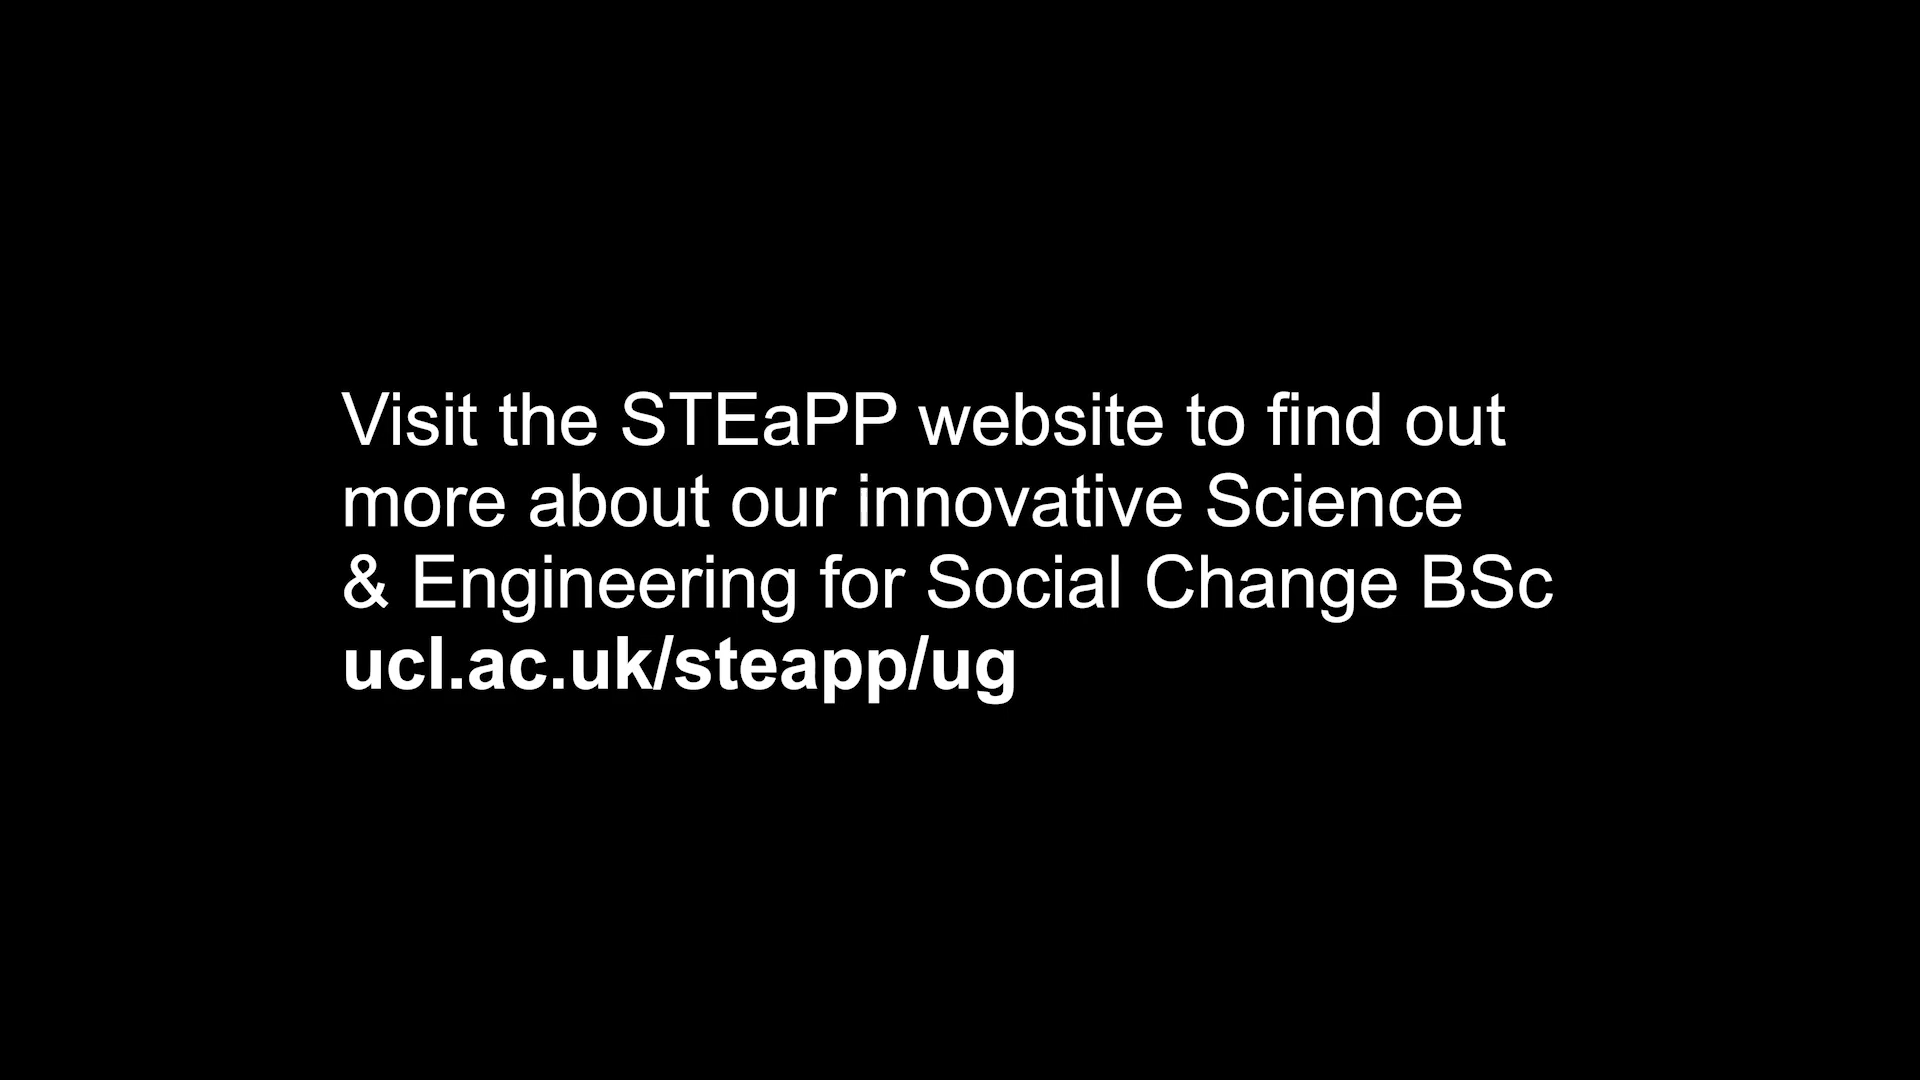 Visit the STEaPP website to find out
more about our innovative Science
& Engineering for Social Change BSc
ucl.ac.uk/steapp/ug